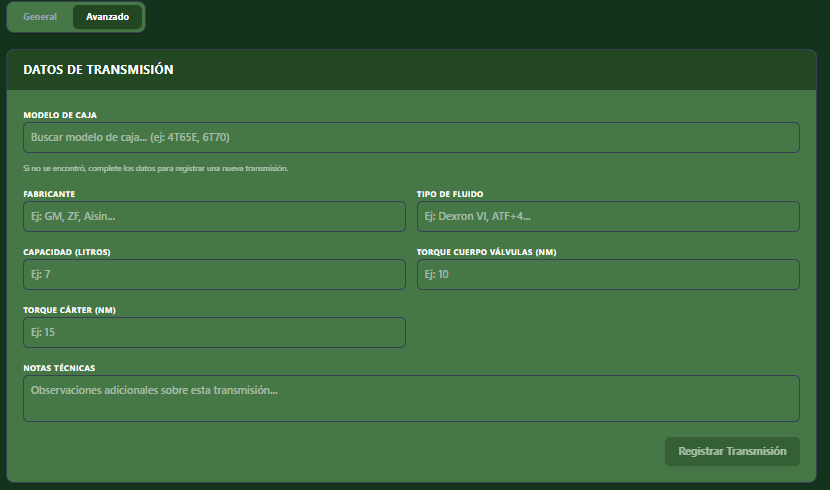 General Avanzado
DATOS DE TRANSMISIÓN
MODELO DE CAJA
Buscar modelo de caja... (ej: 4T65E, 6T70)
Si no se encontró, complete los datos para registrar una nueva transmisión.
FABRICANTE TIPO DE FLUIDO
Ej: GM, ZF, Aisin... Ej: Dexron VI, ATF+4...
CAPACIDAD (LITROS) TORQUE CUERPO VÁLVULAS (NM)
Ej: 7 Ej: 10
TORQUE CÁRTER (NM)
Ej: 15
NOTAS TÉCNICAS
Observaciones adicionales sobre esta transmisión...
Registrar Transmisión